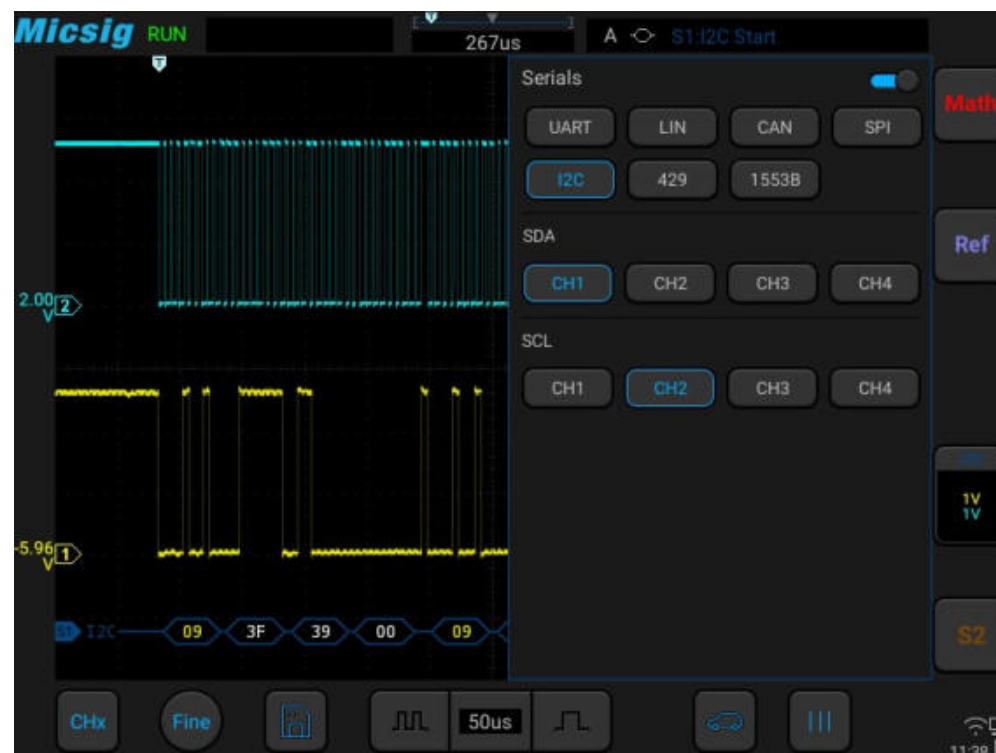 Micsig RUN 267us A S1:I2C Start
T
T
Serials
Math
UART LIN CAN SPI
I2C 429 1553B
SDA
Ref
CH1 CH2 CH3 CH4
2.00
V
2
SCL
CH1 CH2 CH3 CH4
1V
1V
-5.96
V
1
S1 I2C 09 3F 39 00 09
S2
CHx Fine 50us
11:38